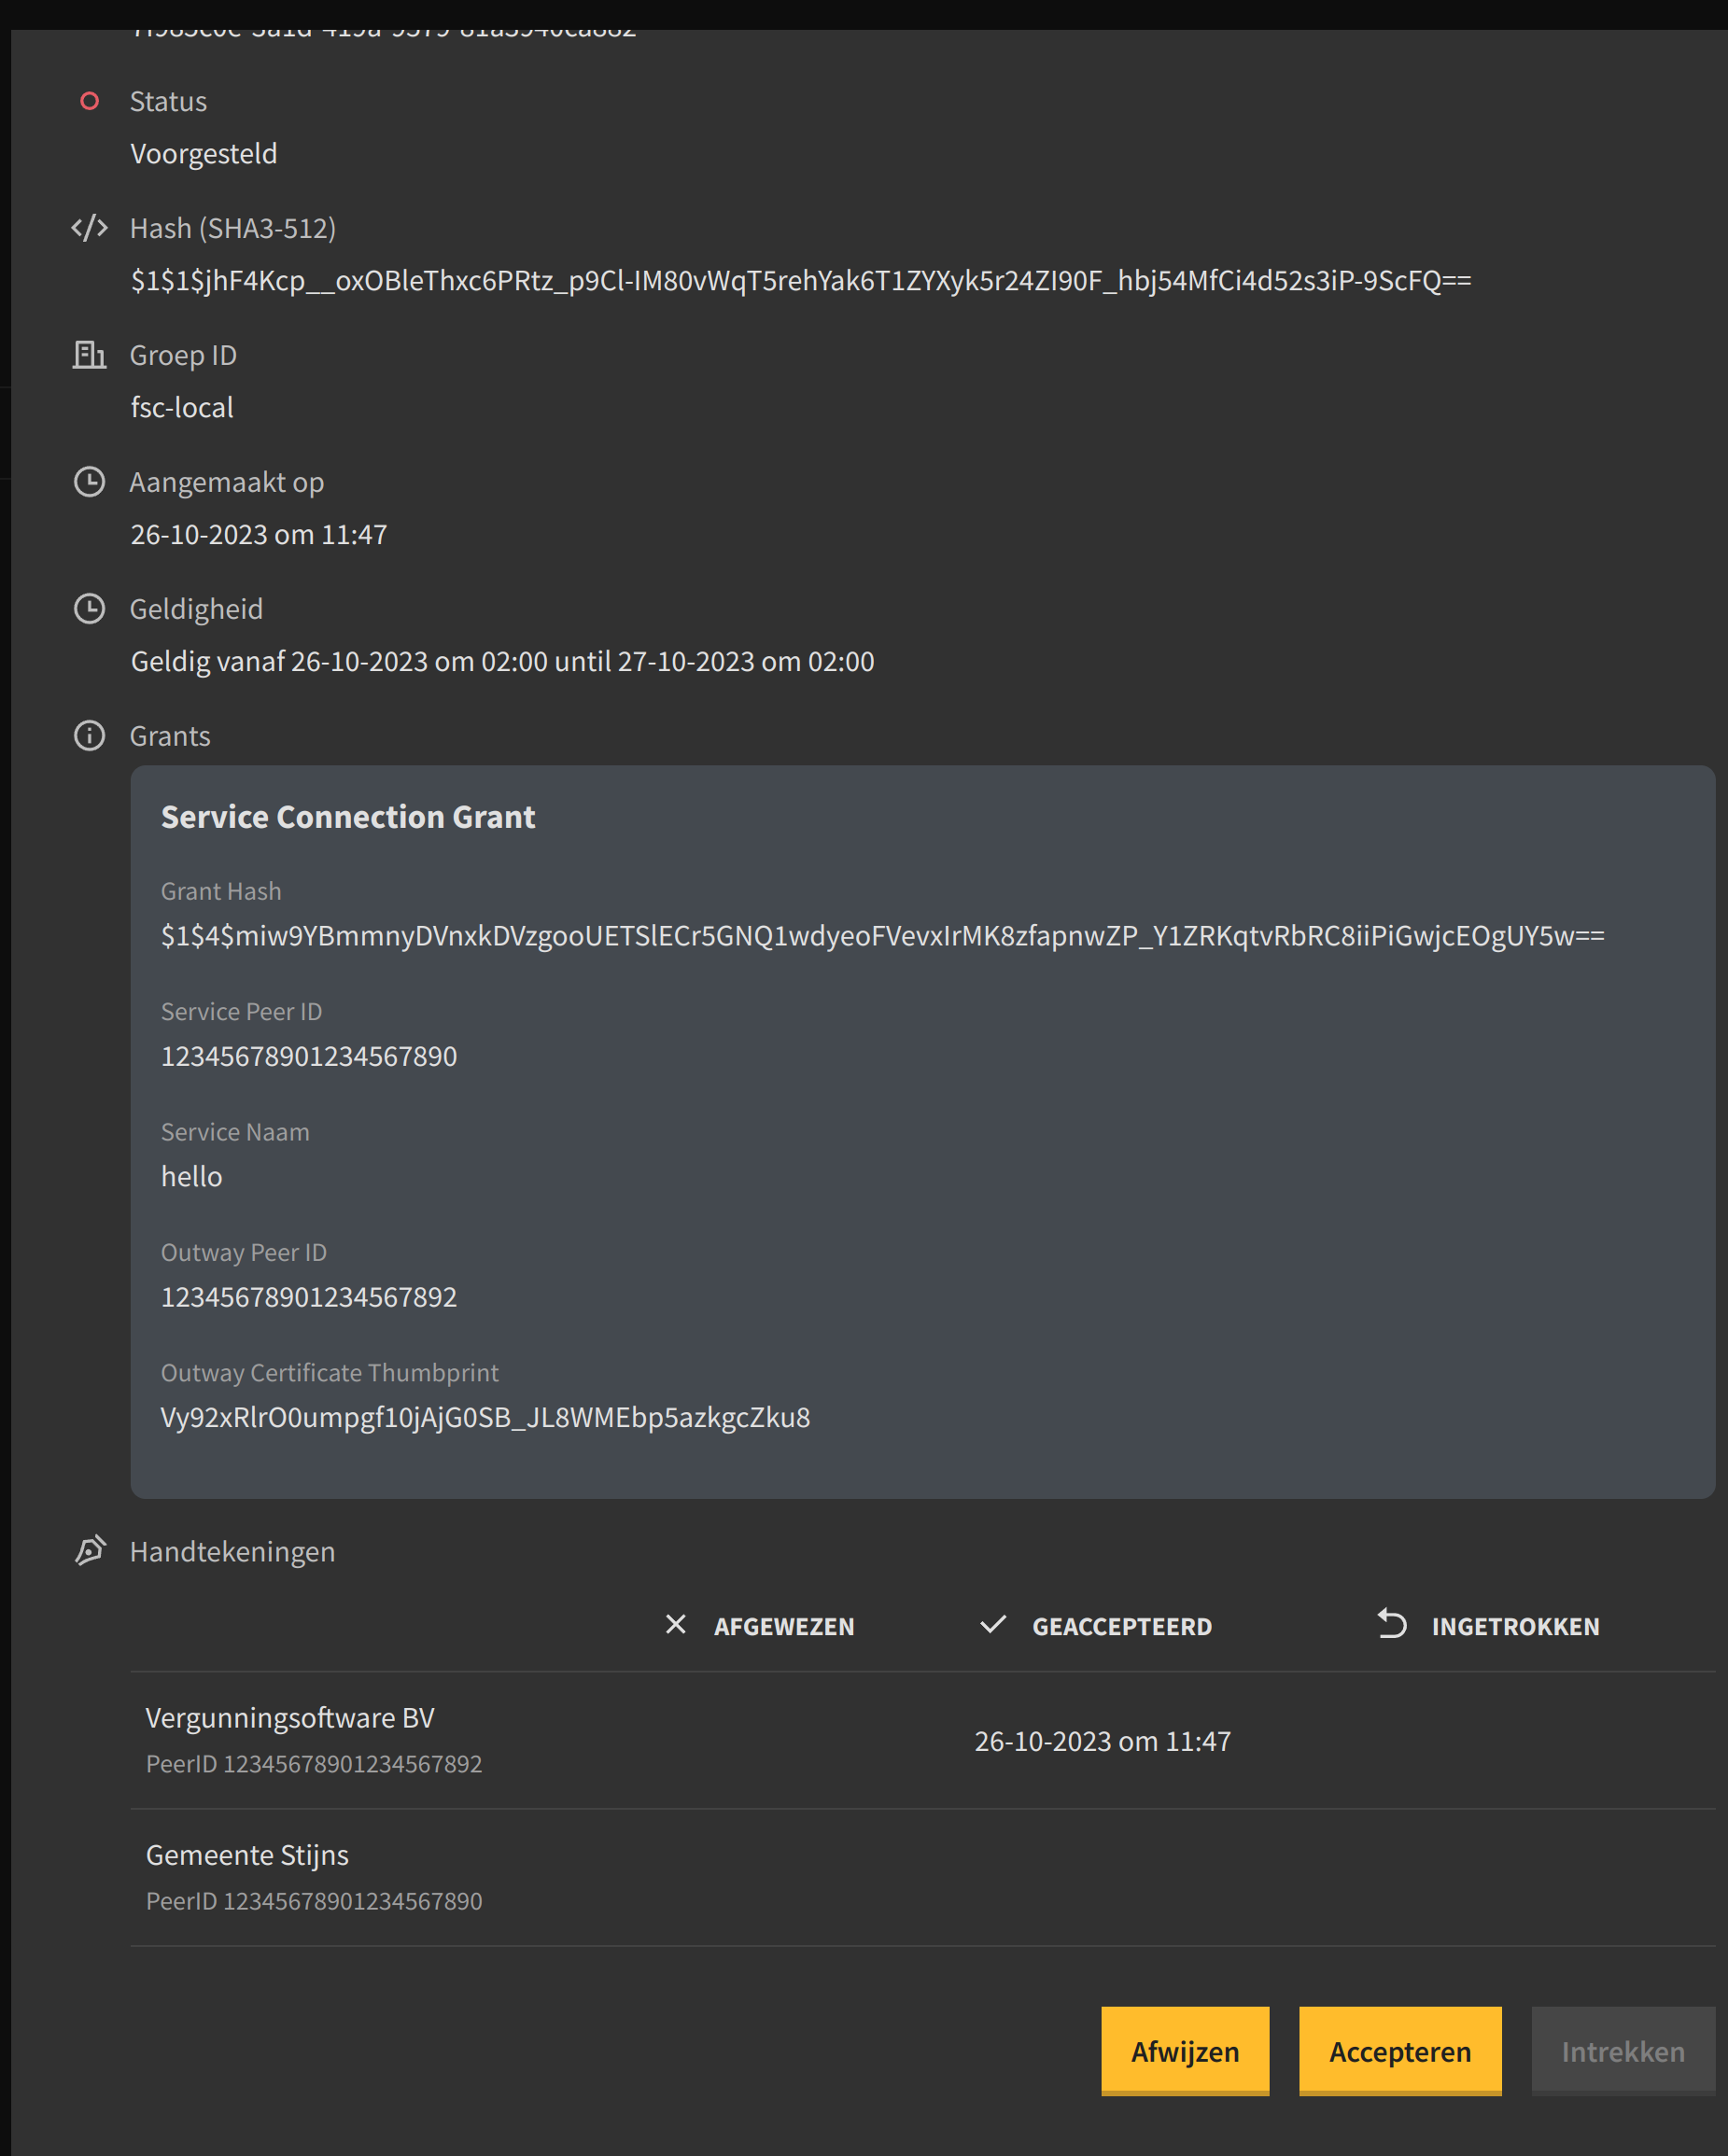 Status
Voorgesteld
Hash (SHA3-512)
$1$1$jhF4Kcp__oxOBleThxc6PRtz_p9Cl-IM80vWqT5rehYak6T1ZYXyk5r24ZI90F_hbj54MfCi4d52s3iP-9ScFQ==
Groep ID
fsc-local
Aangemaakt op
26-10-2023 om 11:47
Geldigheid
Geldig vanaf 26-10-2023 om 02:00 until 27-10-2023 om 02:00
Grants
Service Connection Grant
Grant Hash
$1$4$miw9YBmmnyDVnxkDVzgooUETSlECr5GNQ1wdyeoFVevxIrMK8zfapnwZP_Y1ZRKqtvRbRC8iiPiGwjcEOgUY5w==
Service Peer ID
12345678901234567890
Service Naam
hello
Outway Peer ID
12345678901234567892
Outway Certificate Thumbprint
Vy92xRlrO0umpgf10jAjG0SB_JL8WMEbp5azkgcZku8
Handtekeningen
AFGEWEZEN GEACCEPTEERD INGETROKKEN
Vergunningsoftware BV
26-10-2023 om 11:47
PeerID 12345678901234567892
Gemeente Stijns
PeerID 12345678901234567890
Afwijzen Accepteren Intrekken